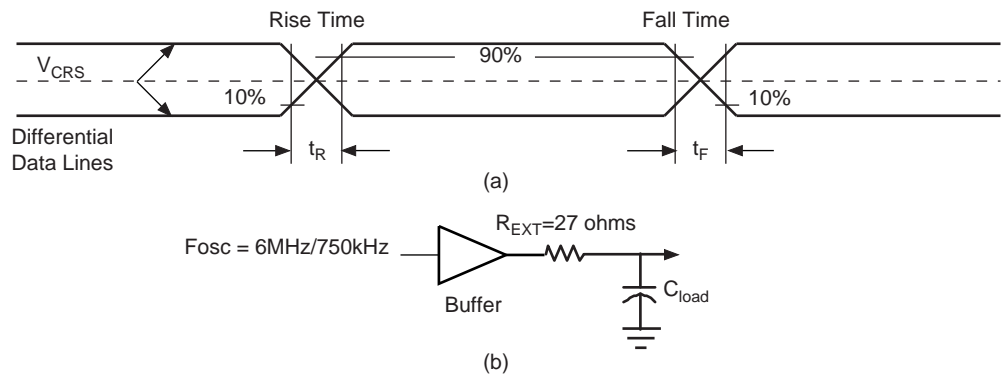 Rise Time
Fall Time
V_CRS
90%
10%
10%
Differential
Data Lines
t_R
t_F
(a)
R_EXT=27 ohms
Fosc = 6MHz/750kHz
C_load
Buffer
(b)